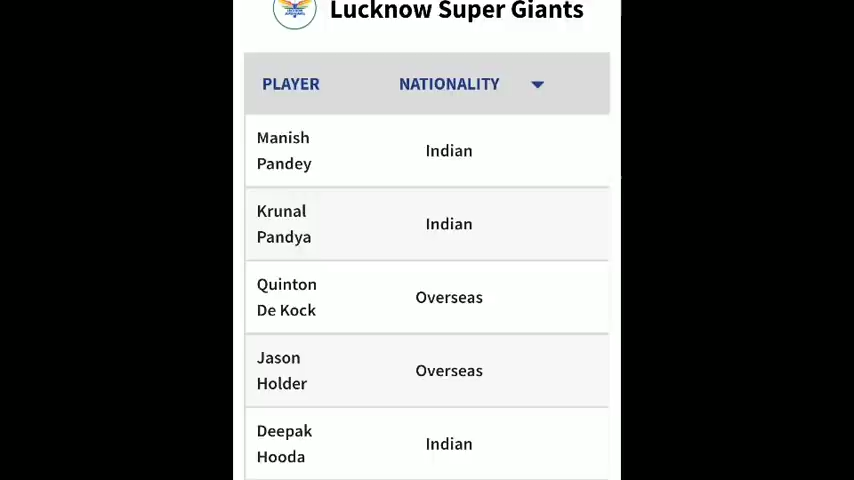 Lucknow Super Giants
PLAYER NATIONALITY
Manish
Pandey
Indian
Krunal
Pandya
Indian
Quinton
De Kock
Overseas
Jason
Holder
Overseas
Deepak
Hooda
Indian